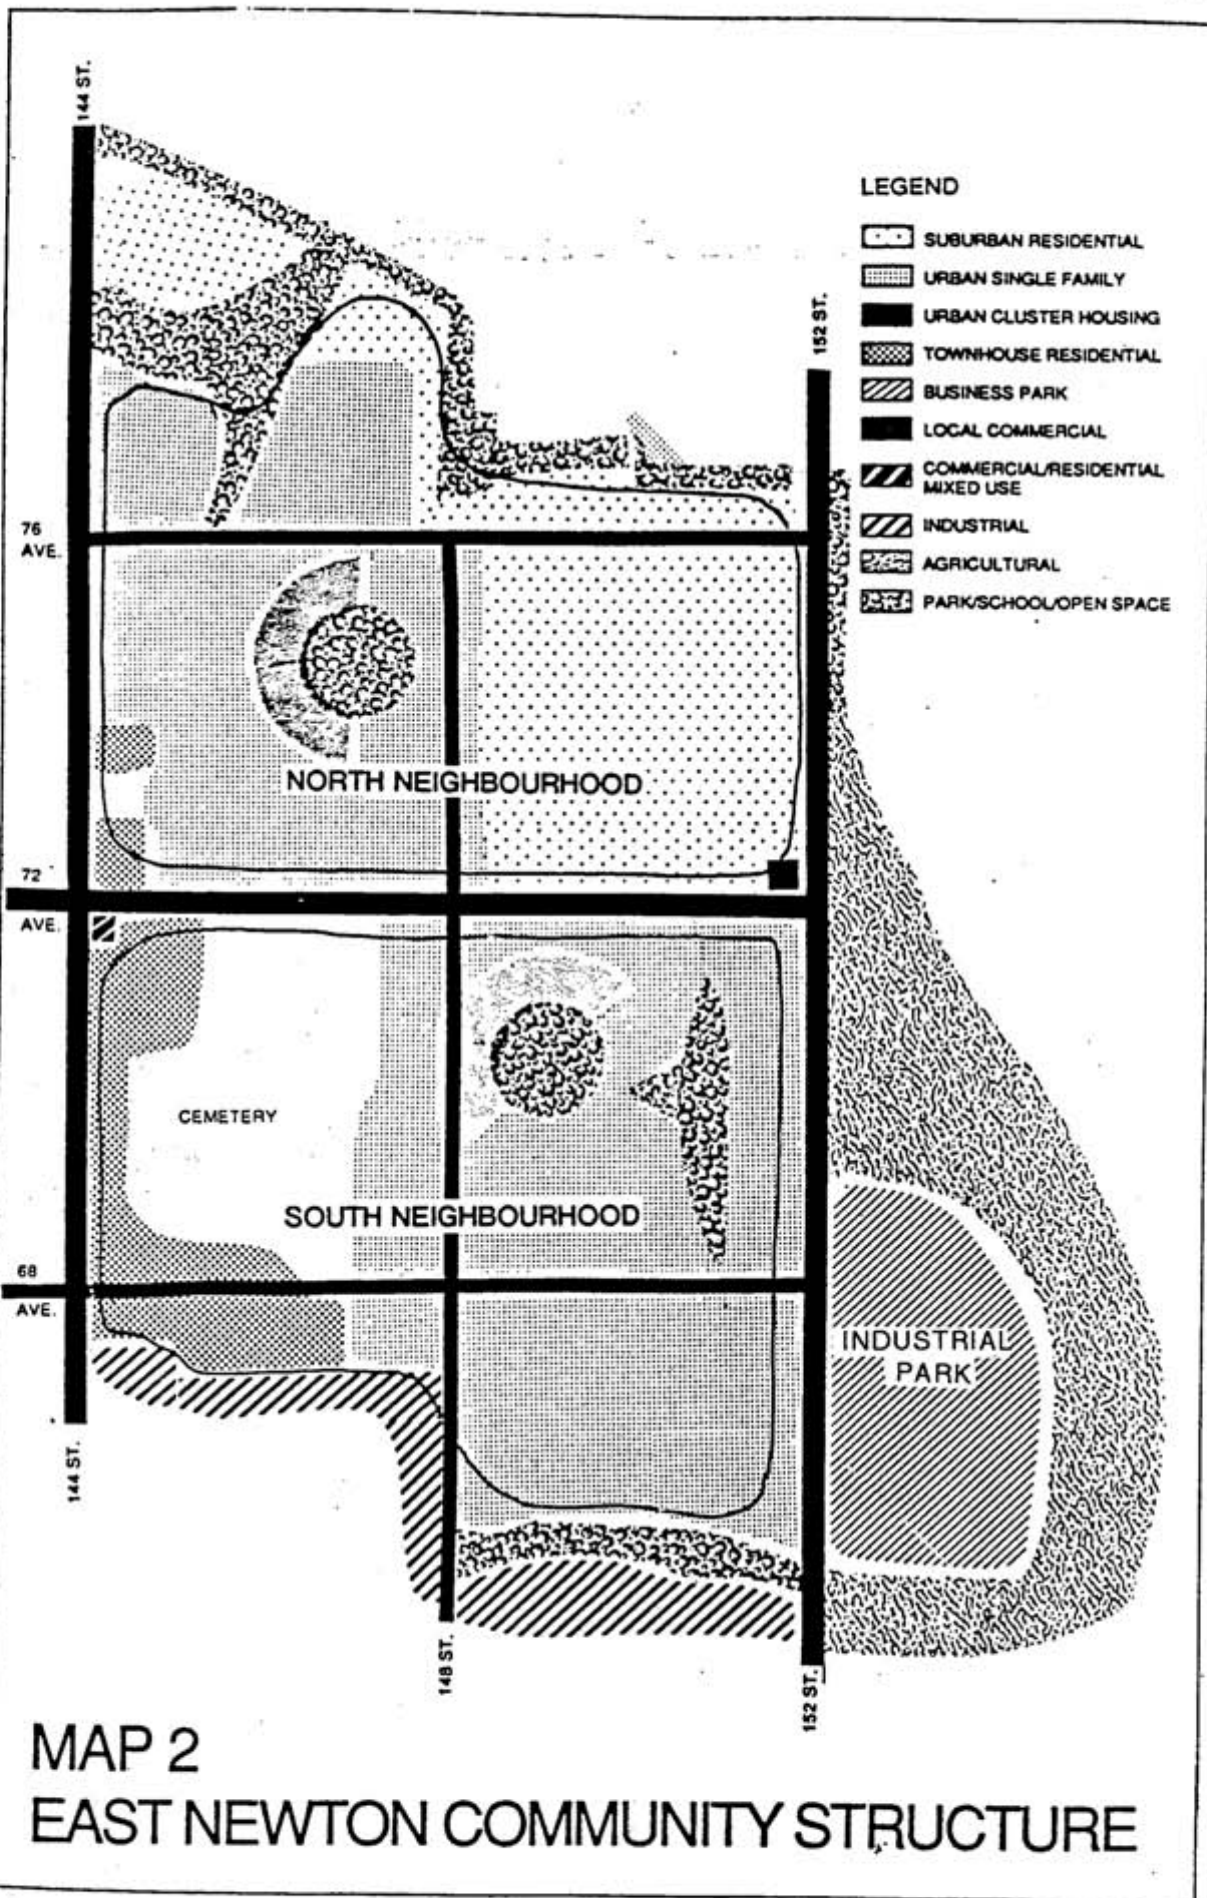 144 ST.
LEGEND
SUBURBAN RESIDENTIAL
URBAN SINGLE FAMILY
URBAN CLUSTER HOUSING
TOWNHOUSE RESIDENTIAL
BUSINESS PARK
LOCAL COMMERCIAL
COMMERCIAL/RESIDENTIAL
MIXED USE
INDUSTRIAL
AGRICULTURAL
PARK/SCHOOL/OPEN SPACE
152 ST.
76
AVE.
NORTH NEIGHBOURHOOD
72
AVE.
CEMETERY
SOUTH NEIGHBOURHOOD
68
AVE.
INDUSTRIAL
PARK
144 ST.
148 ST.
152 ST.
MAP 2
EAST NEWTON COMMUNITY STRUCTURE